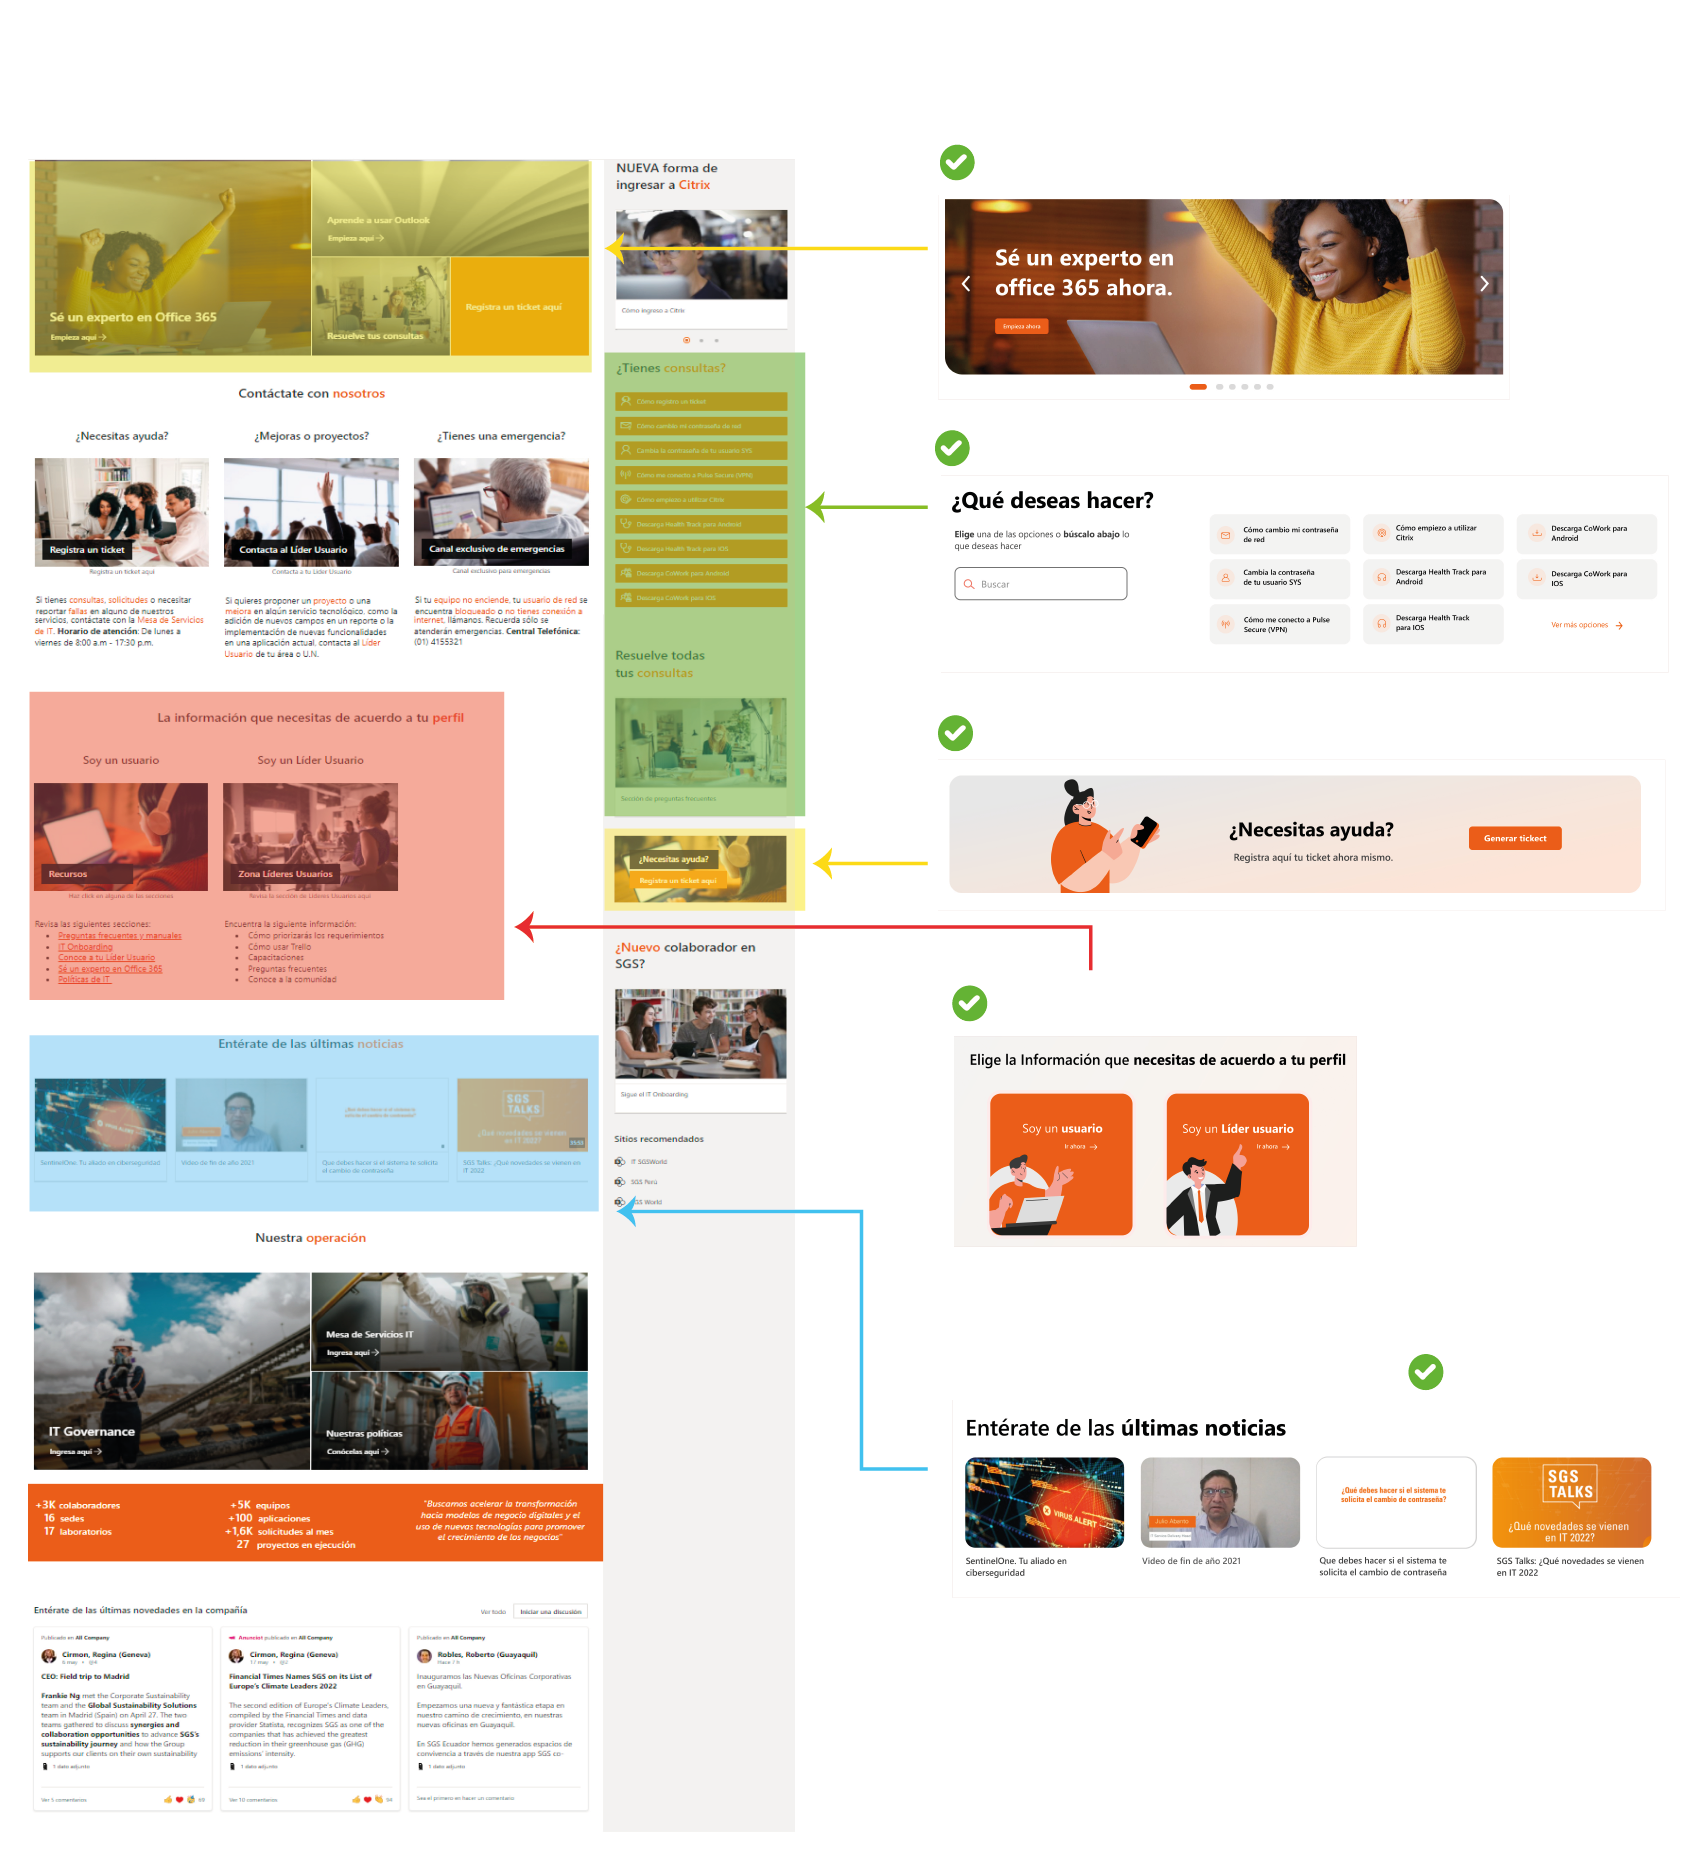 Aprende a usar Outlook
Empieza aquí
Sé un experto en Office 365
Empieza aquí
Resuelve tus consultas
Registra un ticket aquí
Contáctate con nosotros
¿Necesitas ayuda?
Registra un ticket
Registra un ticket aquí
Si tienes consultas, solicitudes o necesitar
reportar fallas en alguno de nuestros
servicios, contáctate con la Mesa de Servicios
de IT. Horario de atención: De lunes a
viernes de 8:00 a.m - 17:30 p.m.
¿Mejoras o proyectos?
Contacta al Líder Usuario
Contacta a tu Líder Usuario
Si quieres proponer un proyecto o una
mejora en algún servicio tecnológico, como la
adición de nuevos campos en un reporte o la
implementación de nuevas funcionalidades
en una aplicación actual, contacta al Líder
Usuario de tu área o U.N.
¿Tienes una emergencia?
Canal exclusivo de emergencias
Canal exclusivo para emergencias
Si tu equipo no enciende, tu usuario de red se
encuentra bloqueado o no tienes conexión a
internet, llámanos. Recuerda sólo se
atenderán emergencias. Central Telefónica:
(01) 4155321
La información que necesitas de acuerdo a tu perfil
Soy un usuario
Recursos
Haz click en alguna de las secciones
Revisa las siguientes secciones:
• Preguntas frecuentes y manuales
• IT Onboarding
• Conoce a tu Líder Usuario
• Sé un experto en Office 365
• Políticas de IT
Soy un Líder Usuario
Zona Líderes Usuarios
Revisa la sección de Líderes Usuarios aquí
Encuentra la siguiente información:
• Cómo priorizarás los requerimientos
• Cómo usar Trello
• Capacitaciones
• Preguntas frecuentes
• Conoce a la comunidad
Entérate de las últimas noticias
VIRUS ALERT
SentinelOne. Tu aliado en ciberseguridad
Video de fin de año 2021
¿Qué debes hacer si el sistema te
solicita el cambio de contraseña?
Que debes hacer si el sistema te solicita
el cambio de contraseña
SGS
TALKS
¿Qué novedades se vienen
en IT 2022?
SGS Talks: ¿Qué novedades se vienen en
IT 2022
Nuestra operación
IT Governance
Ingresa aquí
Mesa de Servicios IT
Ingresa aquí
Nuestras políticas
Conócelas aquí
+3K colaboradores
16 sedes
17 laboratorios
+5K equipos
+100 aplicaciones
+1,6K solicitudes al mes
27 proyectos en ejecución
"Buscamos acelerar la transformación
hacia modelos de negocio digitales y el
uso de nuevas tecnologías para promover
el crecimiento de los negocios"
Entérate de las últimas novedades en la compañía
Ver todo
Iniciar una discusión
Publicado en All Company
Cirmon, Regina (Geneva)
6 may
CEO: Field trip to Madrid
Frankie Ng met the Corporate Sustainability
team and the Global Sustainability Solutions
team in Madrid (Spain) on April 27. The two
teams gathered to discuss synergies and
collaboration opportunities to advance SGS's
sustainability journey and how the Group
supports our clients on their own sustainability
1 dato adjunto
Ver 5 comentarios
Anunciet publicado en All Company
Cirmon, Regina (Geneva)
17 may
Financial Times Names SGS on its List of
Europe's Climate Leaders 2022
The second edition of Europe's Climate Leaders,
compiled by the Financial Times and data
provider Statista, recognizes SGS as one of the
companies that has achieved the greatest
reduction in their greenhouse gas (GHG)
emissions' intensity.
1 dato adjunto
Ver 10 comentarios
Publicado en All Company
Robles, Roberto (Guayaquil)
Hace 7 h
Inauguramos las Nuevas Oficinas Corporativas
en Guayaquil.
Empezamos una nueva y fantástica etapa en
nuestro camino de crecimiento, en nuestras
nuevas oficinas en Guayaquil.
En SGS Ecuador hemos generados espacios de
convivencia a través de nuestra app SGS co-
1 dato adjunto
Sea el primero en hacer un comentario
NUEVA forma de
ingresar a Citrix
Cómo ingreso a Citrix
¿Tienes consultas?
Cómo registro un ticket
Cómo cambio mi contraseña de red
Cambia la contraseña de tu usuario SYS
Cómo me conecto a Pulse Secure (VPN)
Cómo empiezo a utilizar Citrix
Descarga Health Track para Android
Descarga Health Track para IOS
Descarga CoWork para Android
Descarga CoWork para IOS
Resuelve todas
tus consultas
Sección de preguntas frecuentes
¿Necesitas ayuda?
Registra un ticket aquí
¿Nuevo colaborador en
SGS?
Sigue el IT Onboarding
Sitios recomendados
IT SGSWorld
SGS Perú
SGS World
Sé un experto en
office 365 ahora.
Empieza ahora
¿Qué deseas hacer?
Elige una de las opciones o búscalo abajo lo
que deseas hacer
Buscar
Cómo cambio mi contraseña
de red
Cómo empiezo a utilizar
Citrix
Descarga CoWork para
Android
Cambia la contraseña
de tu usuario SYS
Descarga Health Track para
Android
Descarga CoWork para
IOS
Cómo me conecto a Pulse
Secure (VPN)
Descarga Health Track
para IOS
Ver más opciones
¿Necesitas ayuda?
Registra aquí tu ticket ahora mismo.
Generar tickect
Elige la Información que necesitas de acuerdo a tu perfil
Soy un usuario
Ir ahora
Soy un Líder usuario
Ir ahora
Entérate de las últimas noticias
VIRUS ALERT
SentinelOne. Tu aliado en
ciberseguridad
Julio Abanto
Video de fin de año 2021
¿Qué debes hacer si el sistema te
solicita el cambio de contraseña?
Que debes hacer si el sistema te
solicita el cambio de contraseña
SGS
TALKS
¿Qué novedades se vienen
en IT 2022?
SGS Talks: ¿Qué novedades se vienen
en IT 2022